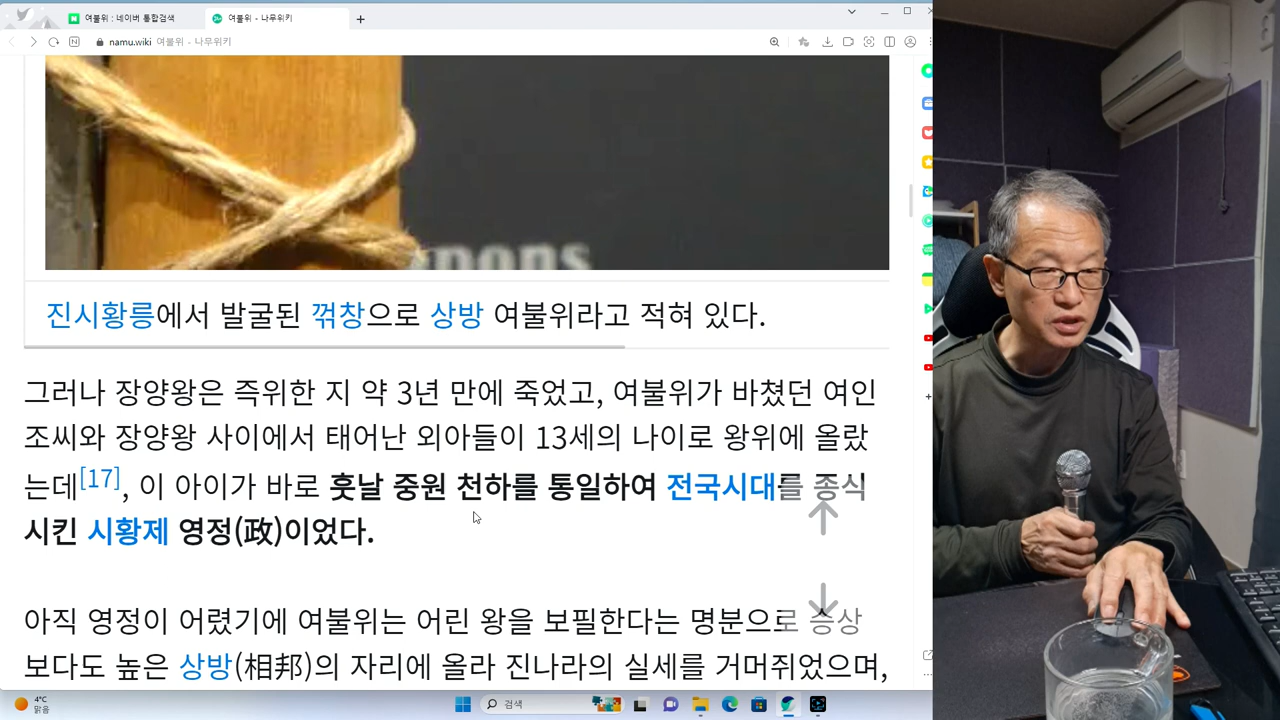 여불위 : 네이버 통합검색
여불위 - 나무위키
namu.wiki 여불위 - 나무위키
진시황릉에서 발굴된 꺾창으로 상방 여불위라고 적혀 있다.
그러나 장양왕은 즉위한 지 약 3년 만에 죽었고, 여불위가 바쳤던 여인
조씨와 장양왕 사이에서 태어난 외아들이 13세의 나이로 왕위에 올랐
는데[17], 이 아이가 바로 훗날 중원 천하를 통일하여 전국시대를 종식
시킨 시황제 영정(政)이었다.
아직 영정이 어렸기에 여불위는 어린 왕을 보필한다는 명분으로 승상
보다도 높은 상방(相邦)의 자리에 올라 진나라의 실세를 거머쥐었으며,
4°C
맑음
검색